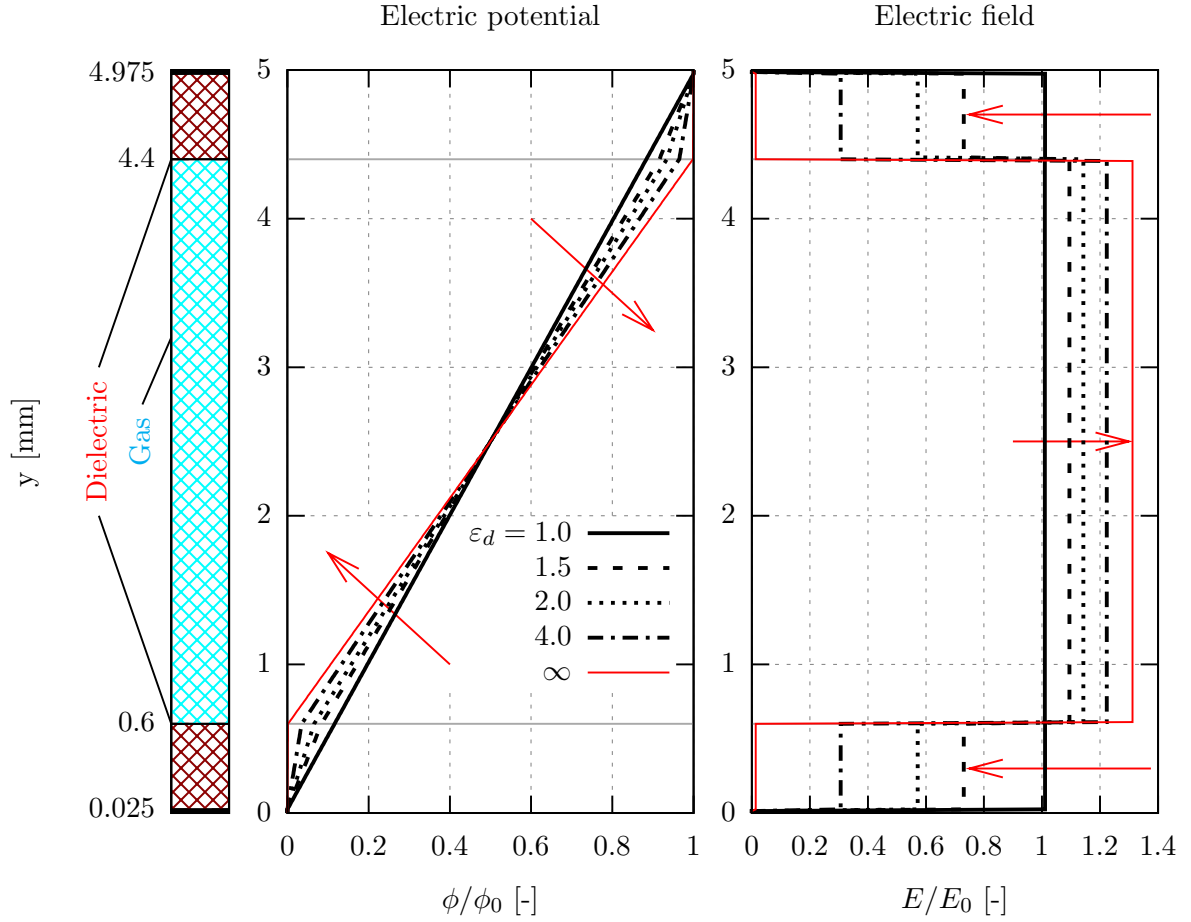 Electric potential
Electric field
4.975
4.4
0.6
0.025
y [mm]
Dielectric
Gas
5
4
3
2
1
0
0 0.2 0.4 0.6 0.8 1
ϕ/ϕ₀ [-]
ε_d = 1.0
1.5
2.0
4.0
∞
5
4
3
2
1
0
0 0.2 0.4 0.6 0.8 1 1.2 1.4
E/E₀ [-]